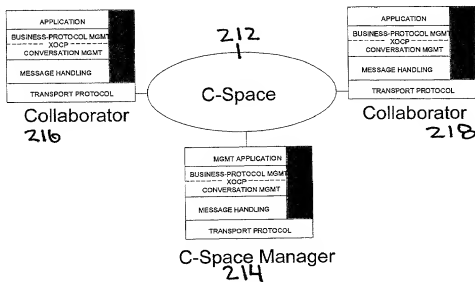 APPLICATION
BUSINESS-PROTOCOL MGMT
XOCP
CONVERSATION MGMT
MESSAGE HANDLING
TRANSPORT PROTOCOL
Collaborator
216
212
C-Space
APPLICATION
BUSINESS-PROTOCOL MGMT
XOCP
CONVERSATION MGMT
MESSAGE HANDLING
TRANSPORT PROTOCOL
Collaborator
218
MGMT APPLICATION
BUSINESS-PROTOCOL MGMT
XOCP
CONVERSATION MGMT
MESSAGE HANDLING
TRANSPORT PROTOCOL
C-Space Manager
214